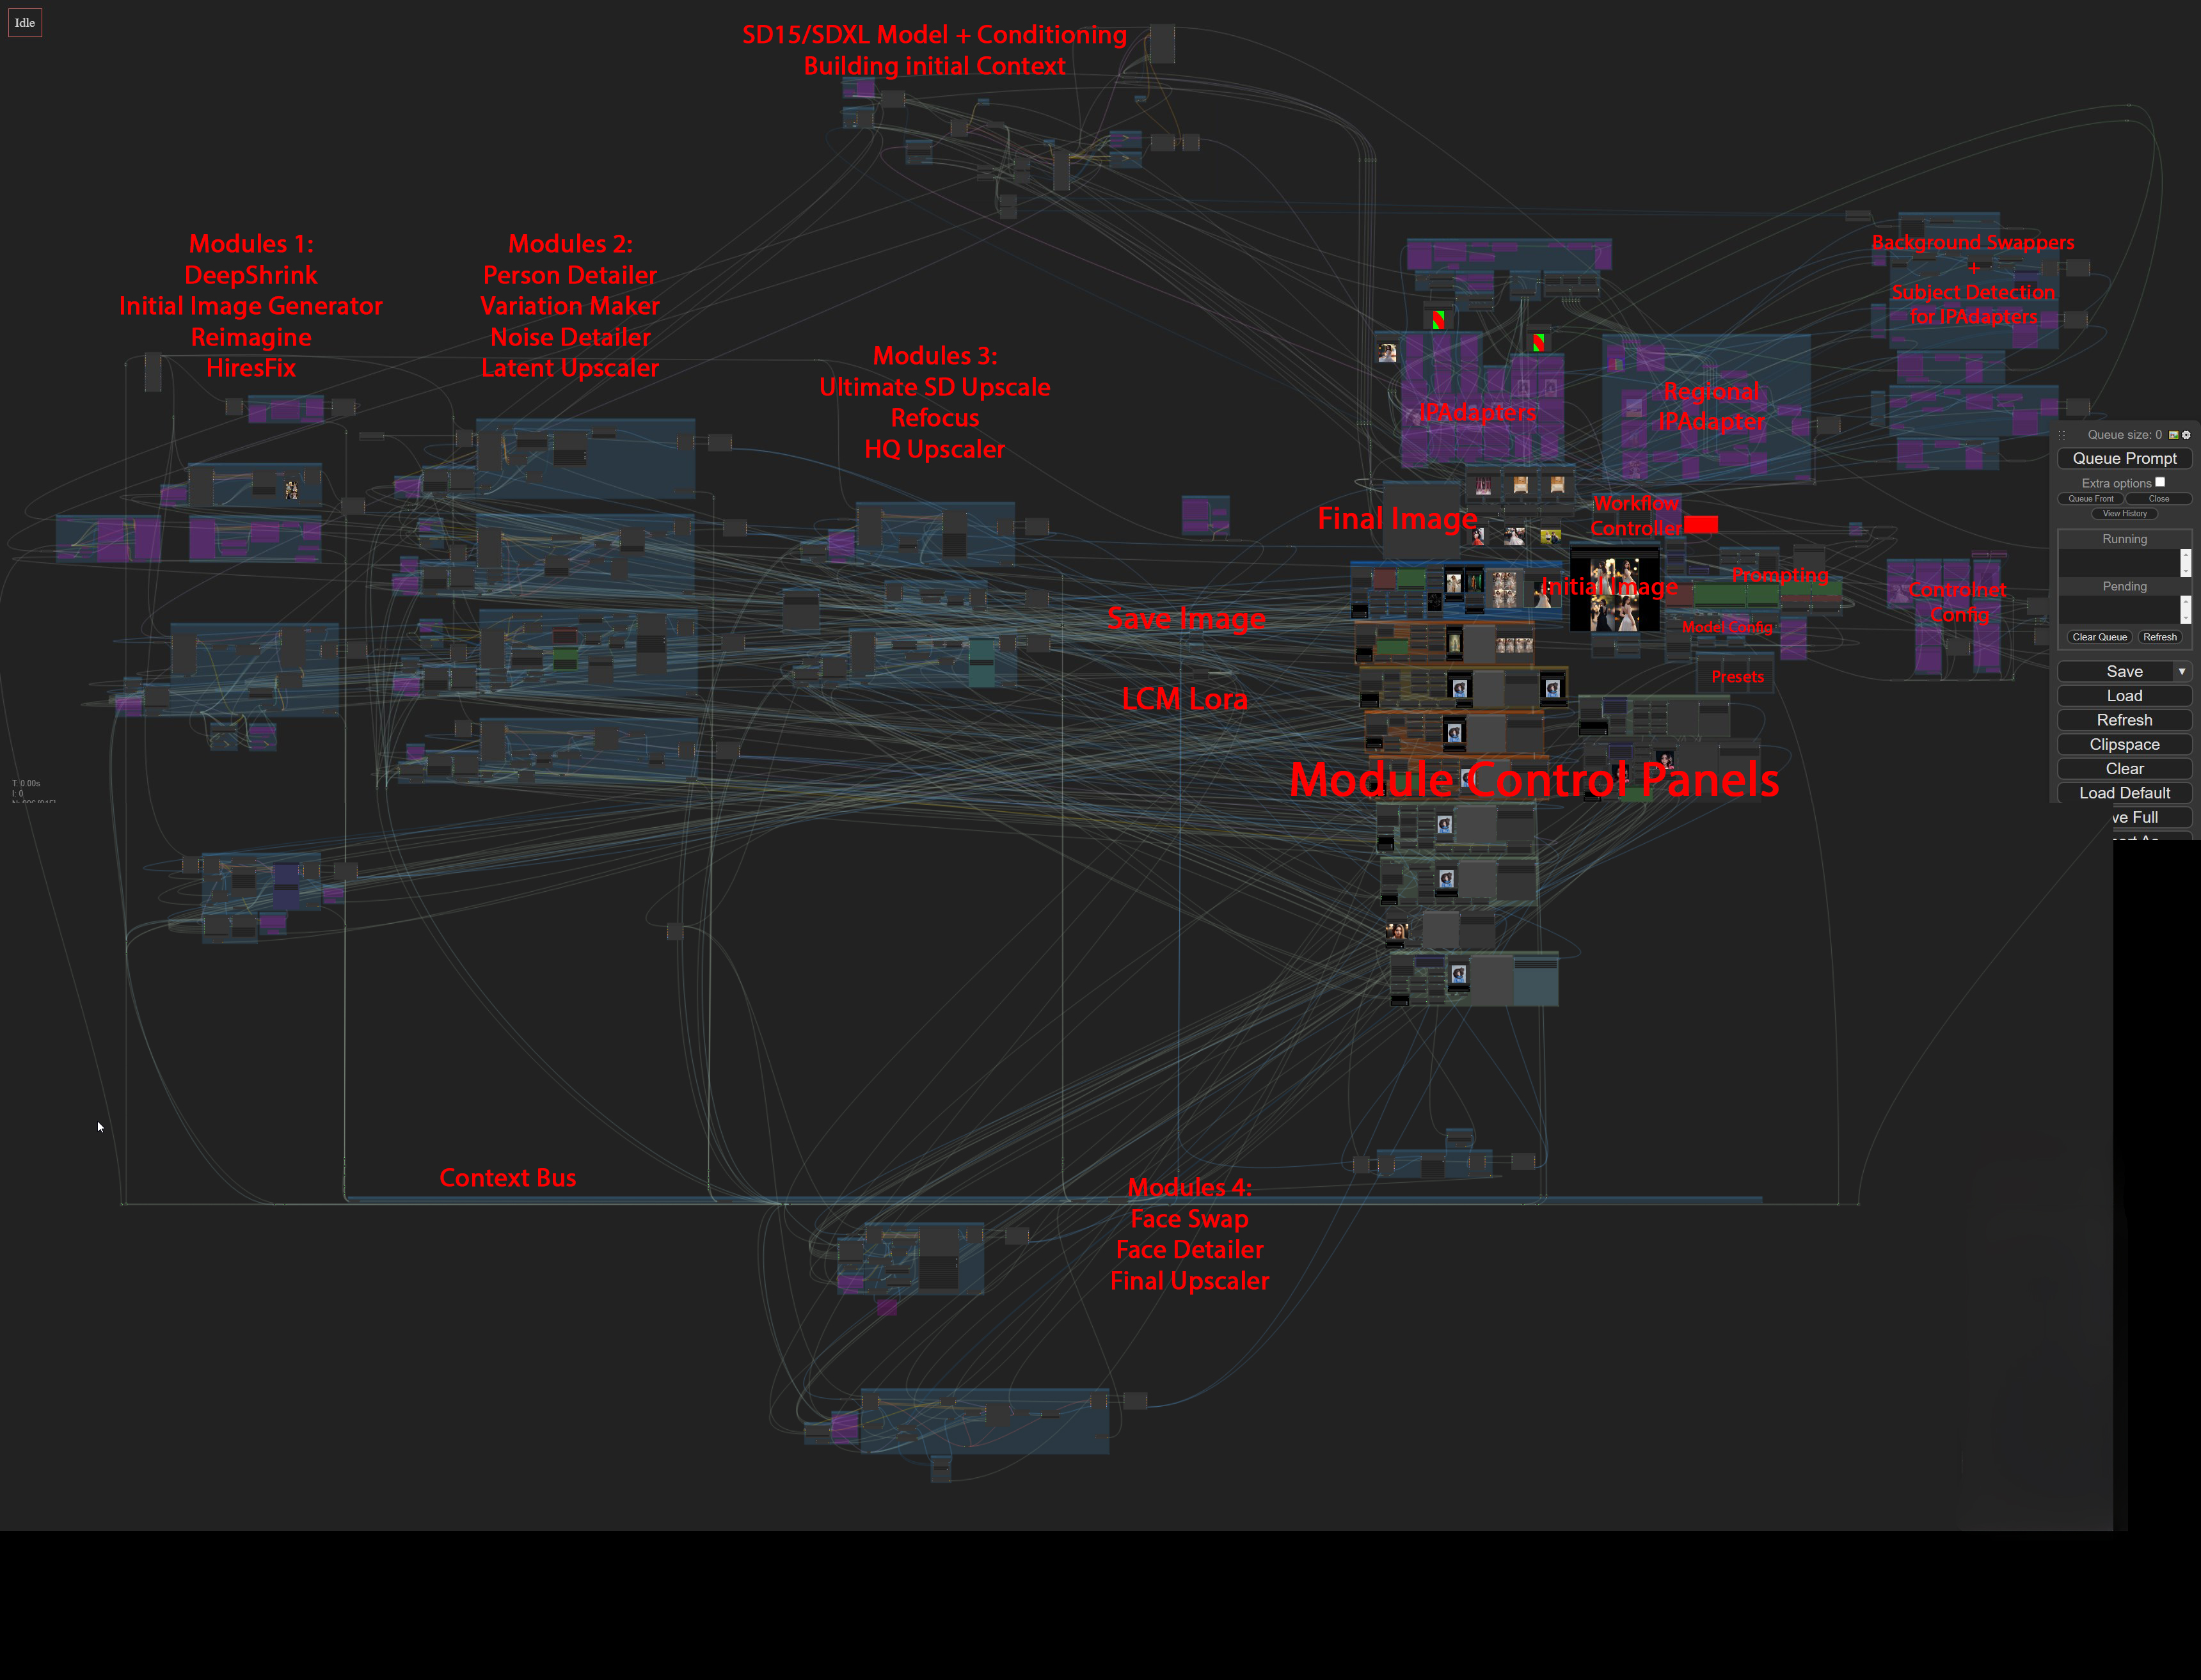 Idle
SD15/SDXL Model + Conditioning
Building initial Context
Modules 1:
DeepShrink
Initial Image Generator
Reimagine
HiresFix
Modules 2:
Person Detailer
Variation Maker
Noise Detailer
Latent Upscaler
Modules 3:
Ultimate SD Upscale
Refocus
HQ Upscaler
Background Swappers
+
Subject Detection
for IPAdapters
IPAdapters
Regional
IPAdapter
Final Image
Workflow
Controller
Initial Image
Prompting
Model Config
Presets
Controlnet
Config
Save Image
LCM Lora
Module Control Panels
Context Bus
Modules 4:
Face Swap
Face Detailer
Final Upscaler
T: 0.00s
I: 0
Queue size: 0
Queue Prompt
Extra options
Queue Front
Close
View History
Running
Pending
Clear Queue
Refresh
Save
Load
Refresh
Clipspace
Clear
Load Default
ve Full